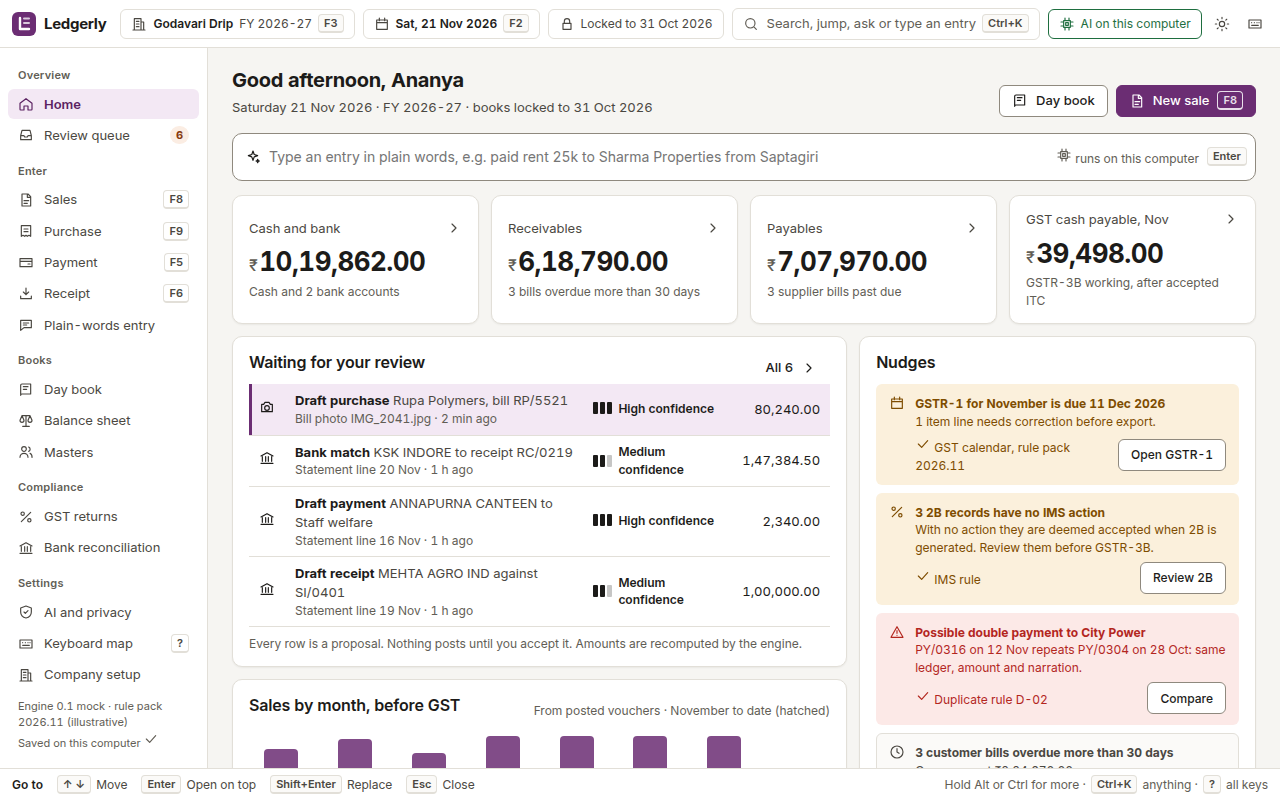 Ledgerly
Godavari Drip FY 2026-27 F3
Sat, 21 Nov 2026 F2
Locked to 31 Oct 2026
Search, jump, ask or type an entry Ctrl+K
AI on this computer
Overview
Home
Review queue 6
Enter
Sales F8
Purchase F9
Payment F5
Receipt F6
Plain-words entry
Books
Day book
Balance sheet
Masters
Compliance
GST returns
Bank reconciliation
Settings
AI and privacy
Keyboard map ?
Company setup
Engine 0.1 mock · rule pack
2026.11 (illustrative)
Saved on this computer
Good afternoon, Ananya
Saturday 21 Nov 2026 · FY 2026-27 · books locked to 31 Oct 2026
Day book
New sale F8
Type an entry in plain words, e.g. paid rent 25k to Sharma Properties from Saptagiri
runs on this computer Enter
Cash and bank
₹10,19,862.00
Cash and 2 bank accounts
Receivables
₹6,18,790.00
3 bills overdue more than 30 days
Payables
₹7,07,970.00
3 supplier bills past due
GST cash payable, Nov
₹39,498.00
GSTR-3B working, after accepted
ITC
Waiting for your review
All 6
Draft purchase Rupa Polymers, bill RP/5521
Bill photo IMG_2041.jpg · 2 min ago
High confidence
80,240.00
Bank match KSK INDORE to receipt RC/0219
Statement line 20 Nov · 1 h ago
Medium
confidence
1,47,384.50
Draft payment ANNAPURNA CANTEEN to
Staff welfare
Statement line 16 Nov · 1 h ago
High confidence
2,340.00
Draft receipt MEHTA AGRO IND against
SI/0401
Statement line 19 Nov · 1 h ago
Medium
confidence
1,00,000.00
Every row is a proposal. Nothing posts until you accept it. Amounts are recomputed by the engine.
Sales by month, before GST
From posted vouchers · November to date (hatched)
Nudges
GSTR-1 for November is due 11 Dec 2026
1 item line needs correction before export.
GST calendar, rule pack
2026.11
Open GSTR-1
3 2B records have no IMS action
With no action they are deemed accepted when 2B is
generated. Review them before GSTR-3B.
IMS rule
Review 2B
Possible double payment to City Power
PY/0316 on 12 Nov repeats PY/0304 on 28 Oct: same
ledger, amount and narration.
Duplicate rule D-02
Compare
3 customer bills overdue more than 30 days
Go to ↑ ↓ Move Enter Open on top Shift+Enter Replace Esc Close
Hold Alt or Ctrl for more · Ctrl+K anything · ? all keys